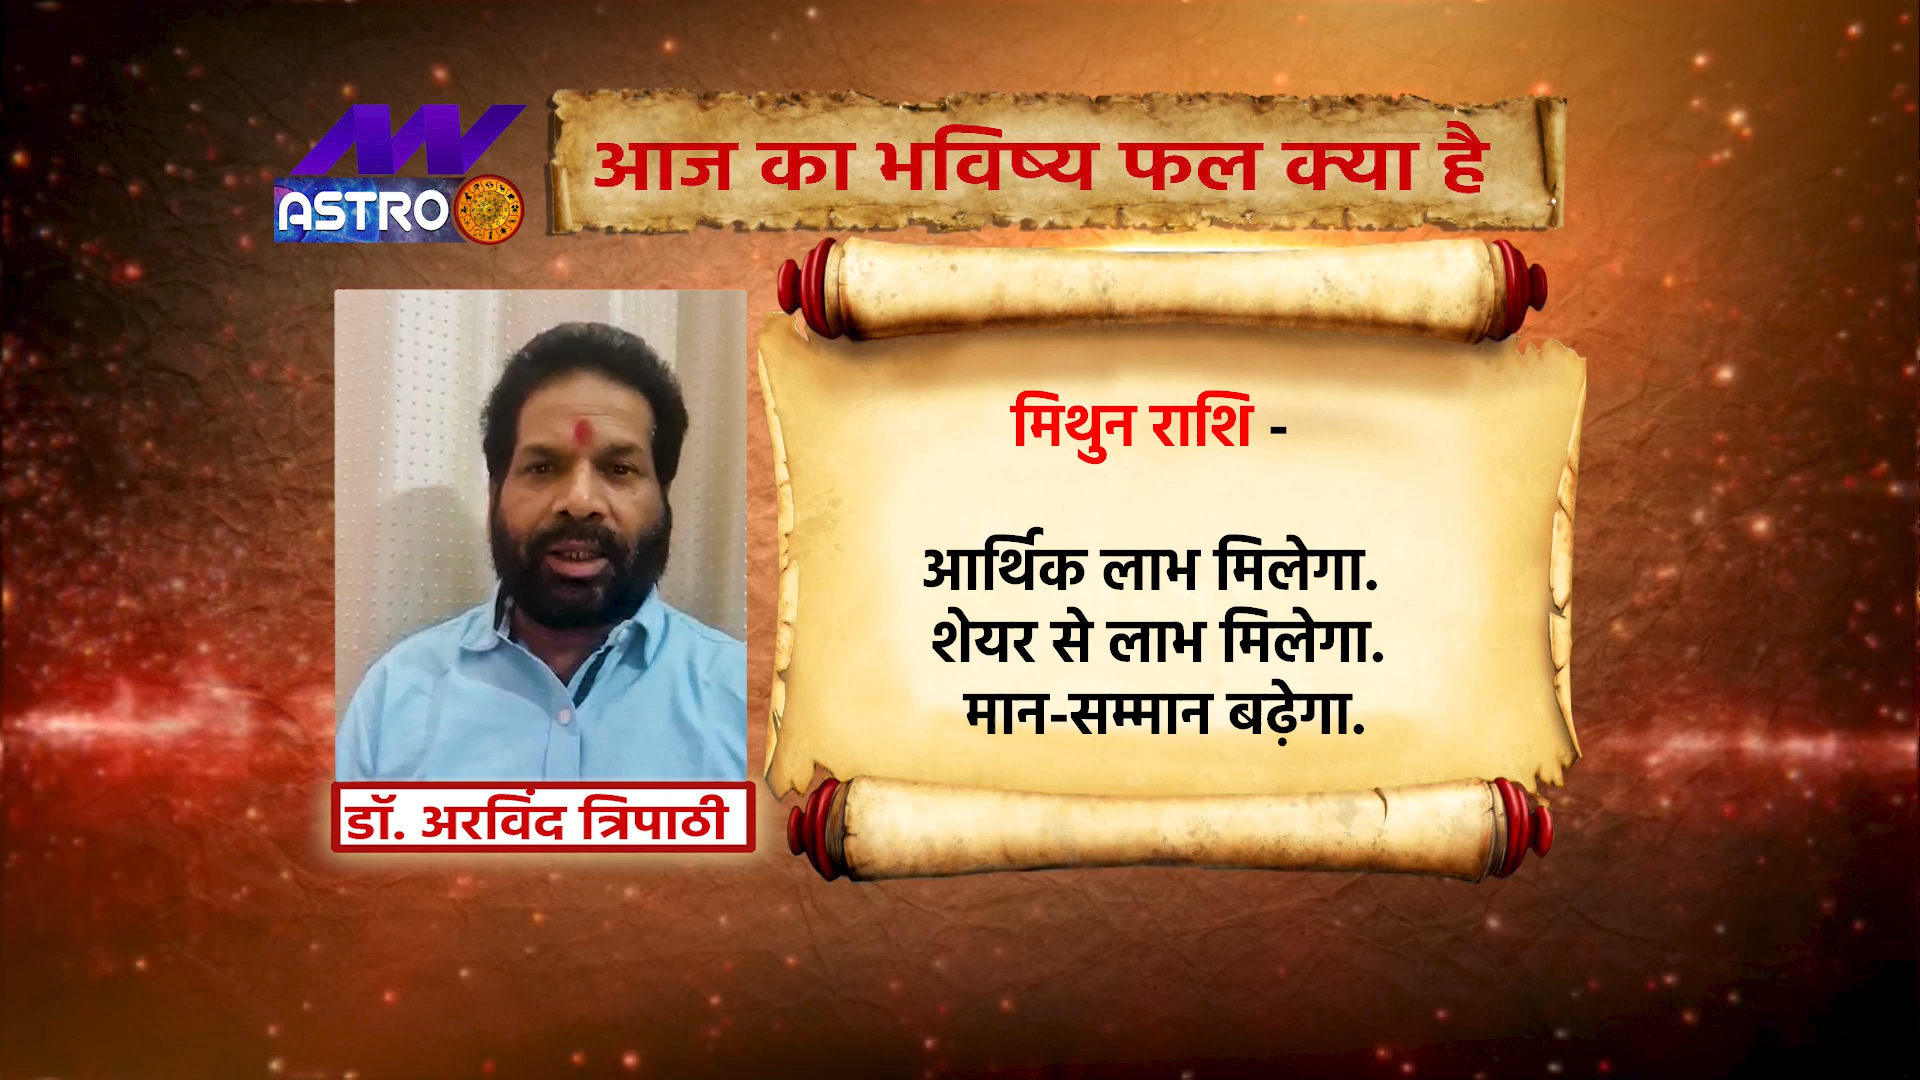 ASTRO
आज का भविष्य फल क्या है
मिथुन राशि -
आर्थिक लाभ मिलेगा.
शेयर से लाभ मिलेगा.
मान-सम्मान बढ़ेगा.
डॉ. अरविंद त्रिपाठी